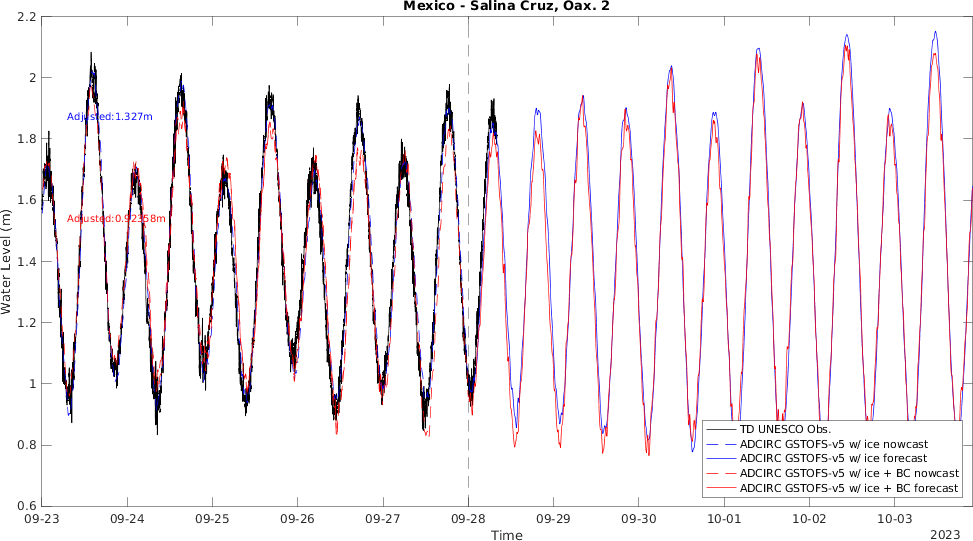 Mexico - Salina Cruz, Oax. 2
2.2
2
1.8
1.6
1.4
1.2
1
0.8
0.6
Water Level (m)
Adjusted:1.327m
Adjusted:0.92358m
TD UNESCO Obs.
ADCIRC GSTOFS-v5 w/ ice nowcast
ADCIRC GSTOFS-v5 w/ ice forecast
ADCIRC GSTOFS-v5 w/ ice + BC nowcast
ADCIRC GSTOFS-v5 w/ ice + BC forecast
09-23 09-24 09-25 09-26 09-27 09-28 09-29 09-30 10-01 10-02 10-03
Time
2023